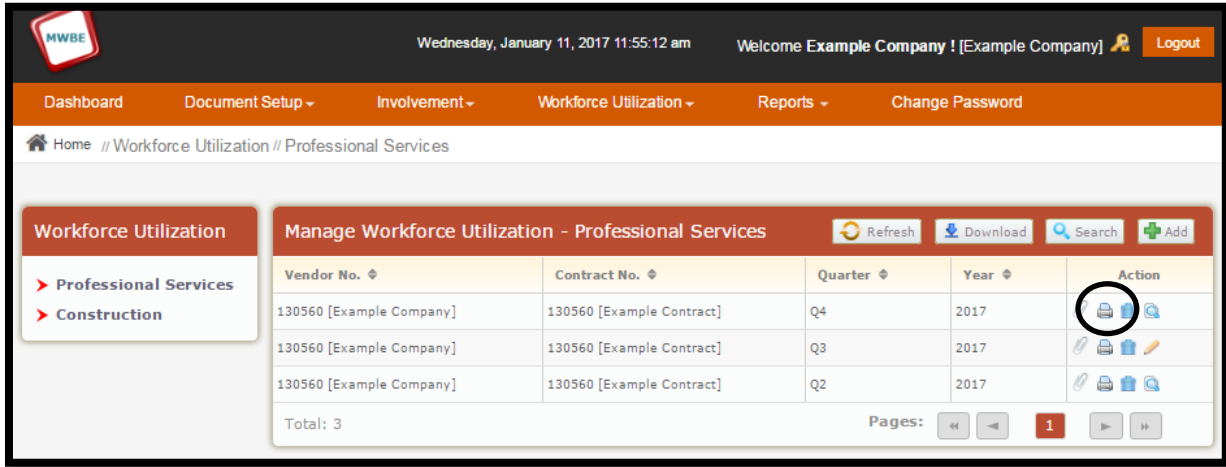 MWBE
Wednesday, January 11, 2017 11:55:12 am
Welcome Example Company ! [Example Company]
Logout
Dashboard Document Setup Involvement Workforce Utilization Reports Change Password
Home // Workforce Utilization // Professional Services
Workforce Utilization
Professional Services
Construction
Manage Workforce Utilization - Professional Services Refresh Download Search Add
Vendor No. Contract No. Quarter Year Action
130560 [Example Company] 130560 [Example Contract] Q4 2017
130560 [Example Company] 130560 [Example Contract] Q3 2017
130560 [Example Company] 130560 [Example Contract] Q2 2017
Total: 3 Pages: 1